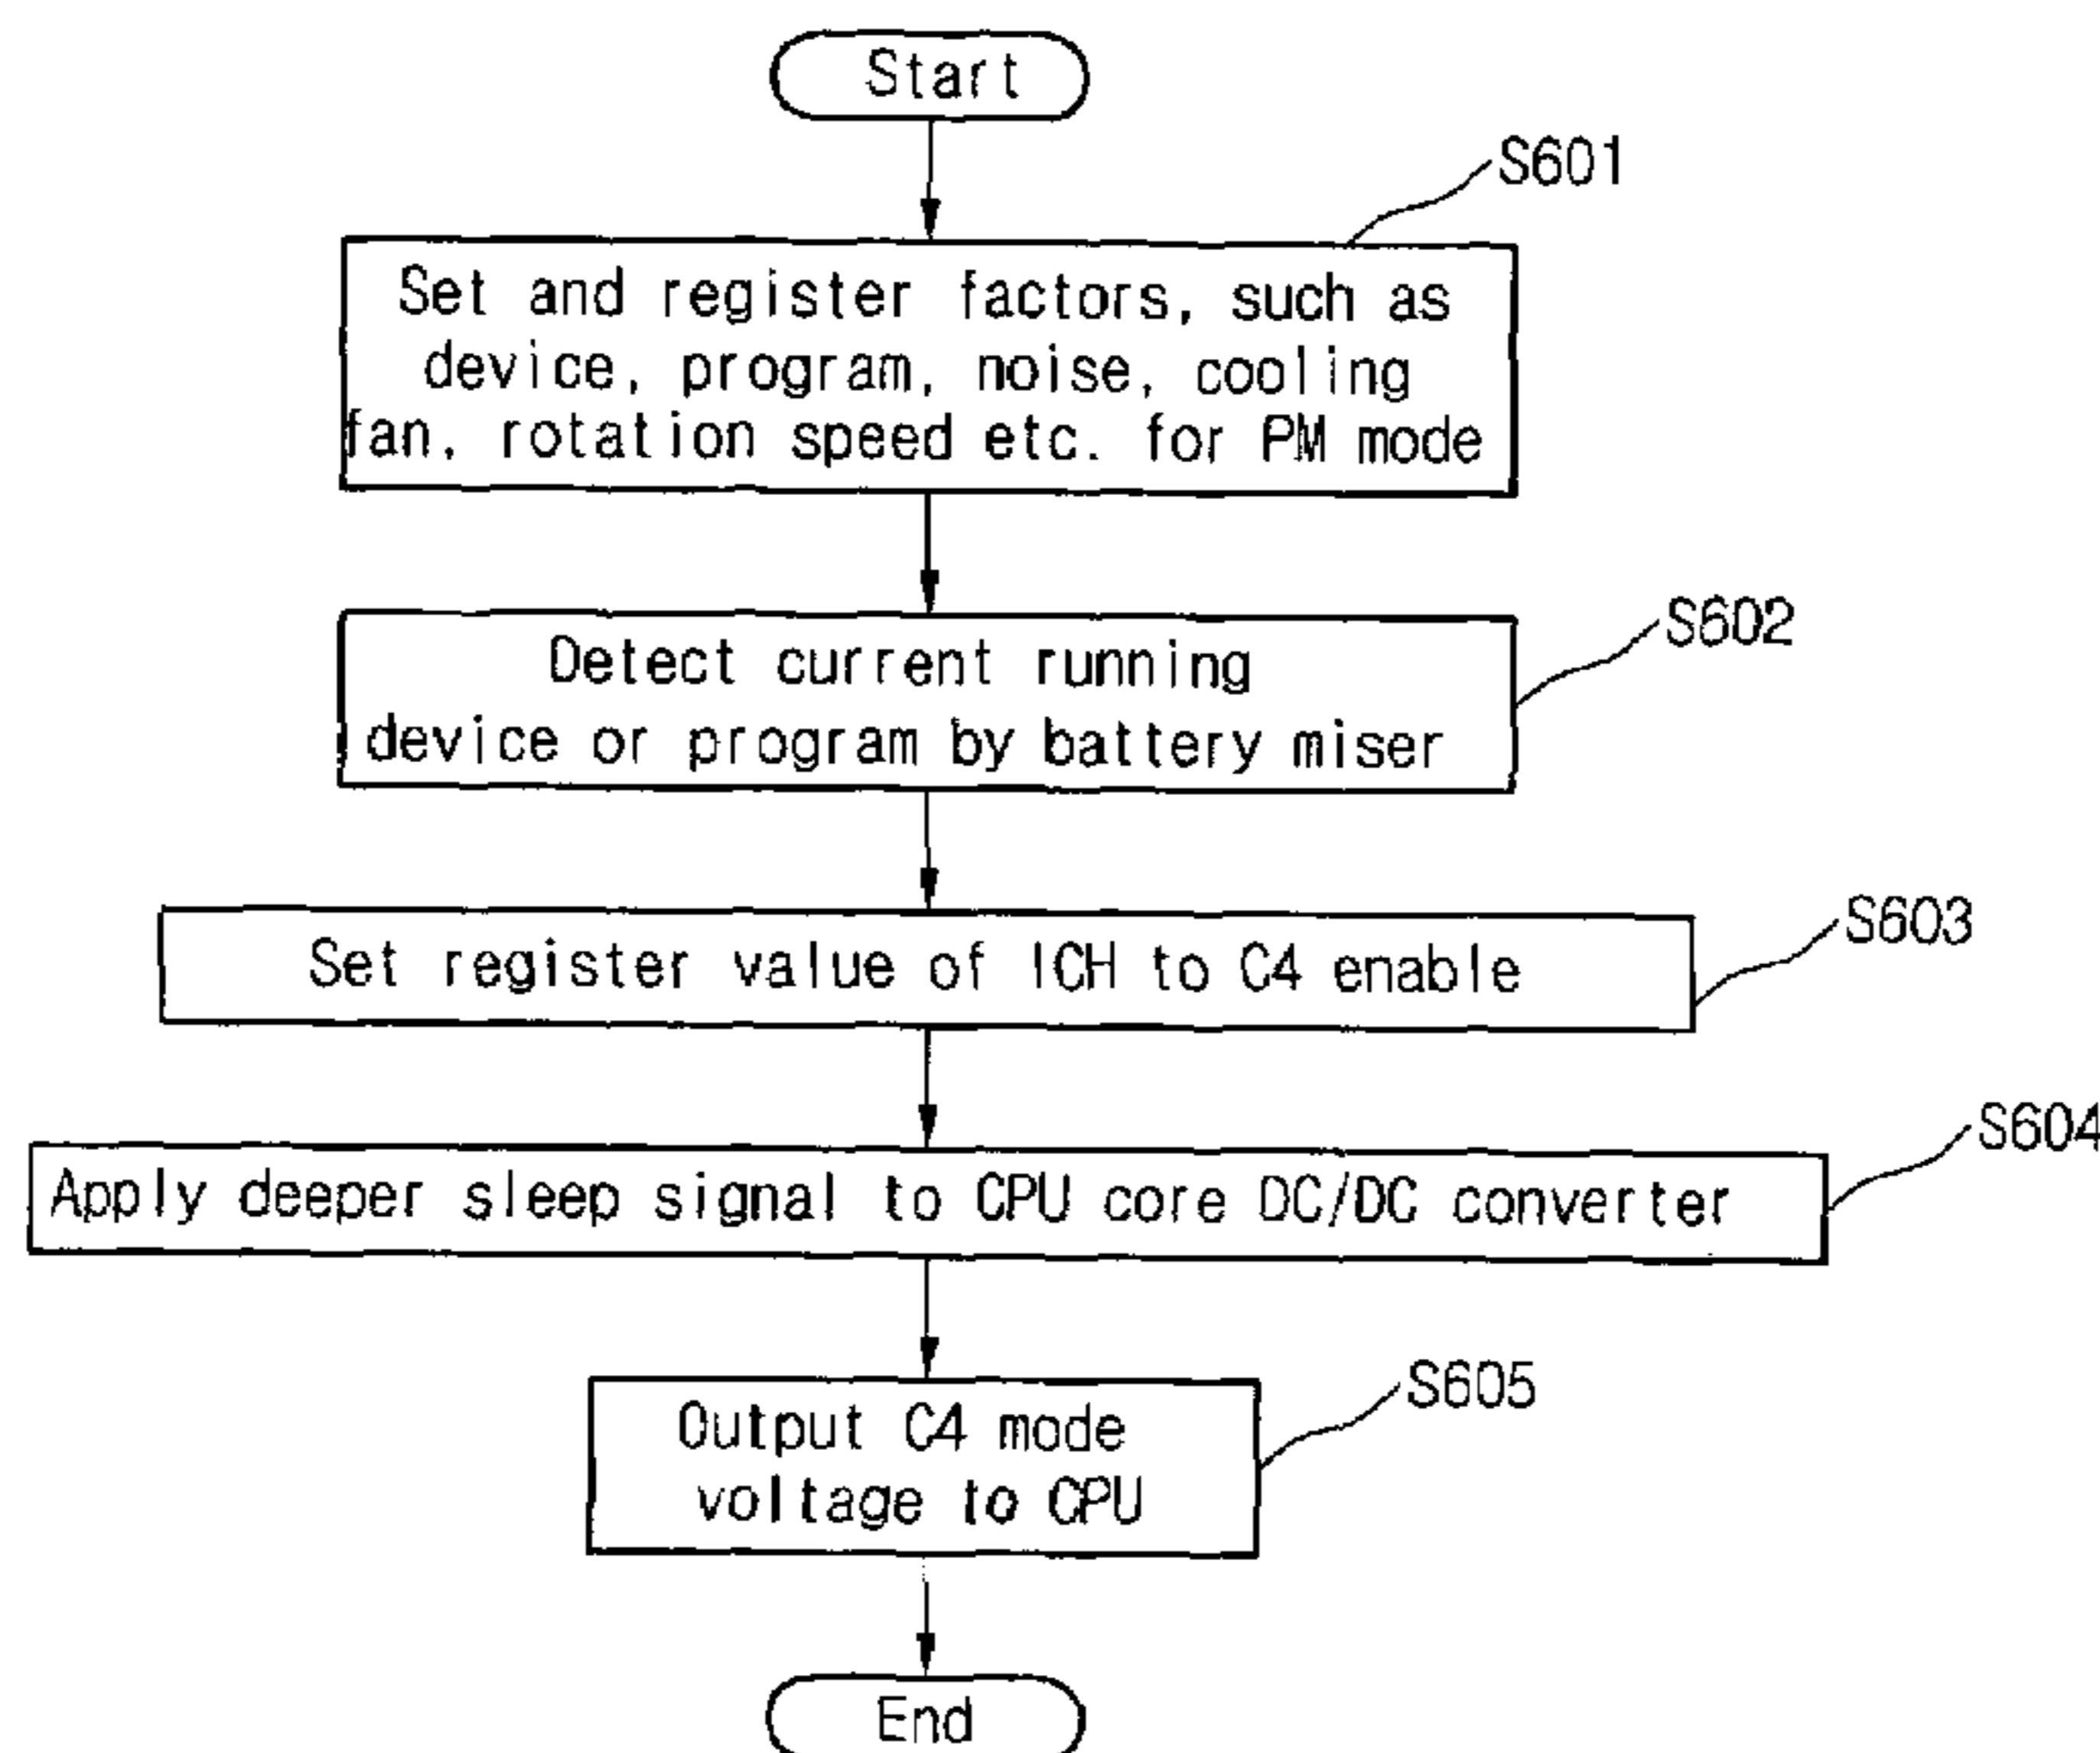 Start
S601
Set and register factors, such as
device, program, noise, cooling
fan, rotation speed etc. for PM mode
S602
Detect current running
device or program by battery miser
S603
Set register value of ICH to C4 enable
S604
Apply deeper sleep signal to CPU core DC/DC converter
S605
Output C4 mode
voltage to CPU
End